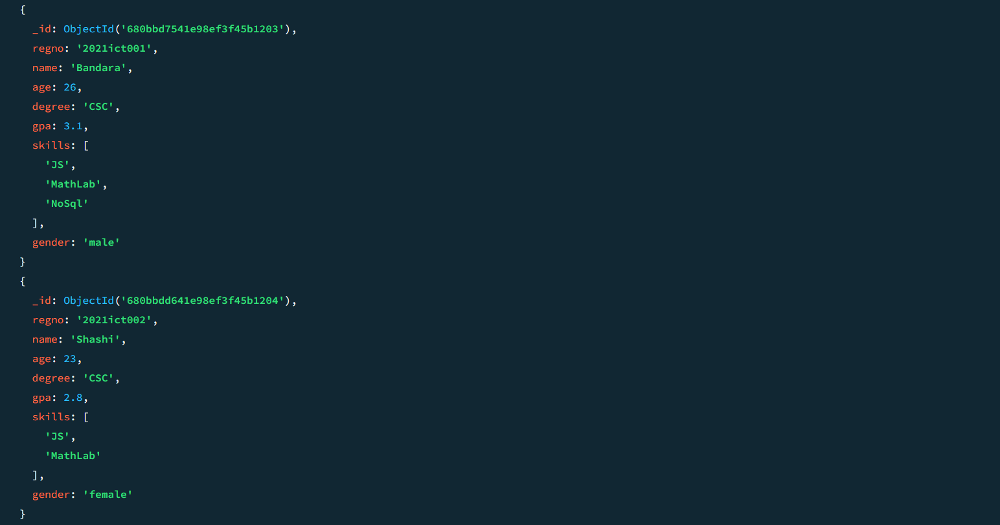 {
_id: ObjectId('680bbd7541e98ef3f45b1203'),
regno: '2021ict001',
name: 'Bandara',
age: 26,
degree: 'CSC',
gpa: 3.1,
skills: [
'JS',
'MathLab',
'NoSql'
],
gender: 'male'
}
{
_id: ObjectId('680bbdd641e98ef3f45b1204'),
regno: '2021ict002',
name: 'Shashi',
age: 23,
degree: 'CSC',
gpa: 2.8,
skills: [
'JS',
'MathLab'
],
gender: 'female'
}